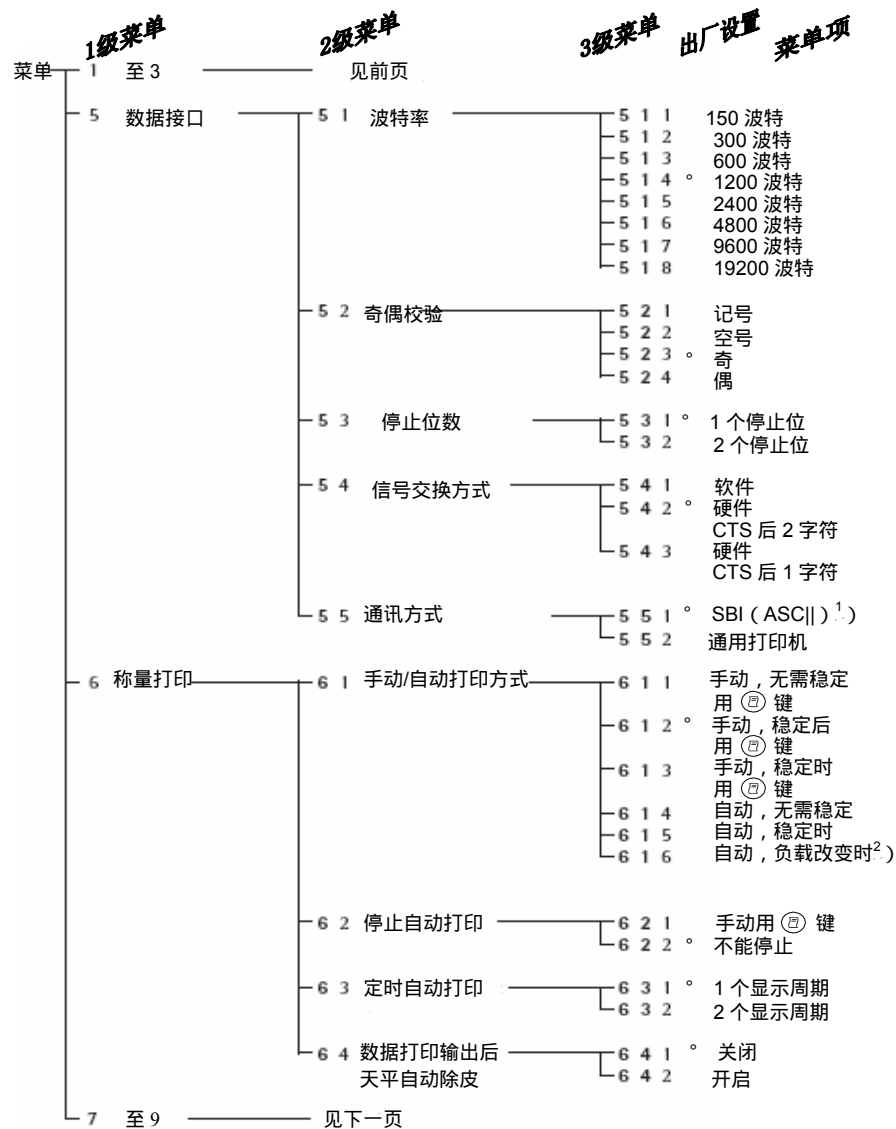 1级菜单 2级菜单 3级菜单 出厂设置 菜单项
菜单 1 至 3 见前页
5 数据接口 5 1 波特率 5 1 1 150 波特
5 1 2 300 波特
5 1 3 600 波特
5 1 4 ° 1200 波特
5 1 5 2400 波特
5 1 6 4800 波特
5 1 7 9600 波特
5 1 8 19200 波特
5 2 奇偶校验 5 2 1 记号
5 2 2 空号
5 2 3 ° 奇
5 2 4 偶
5 3 停止位数 5 3 1 ° 1 个停止位
5 3 2 2 个停止位
5 4 信号交换方式 5 4 1 软件
5 4 2 ° 硬件
CTS 后 2 字符
5 4 3 硬件
CTS 后 1 字符
5 5 通讯方式 5 5 1 ° SBI（ASC||）1.）
5 5 2 通用打印机
6 称量打印 6 1 手动/自动打印方式 6 1 1 手动，无需稳定
用 键
6 1 2 ° 手动，稳定后
用 键
6 1 3 手动，稳定时
用 键
6 1 4 自动，无需稳定
6 1 5 自动，稳定时
6 1 6 自动，负载改变时2.）
6 2 停止自动打印 6 2 1 手动用 键
6 2 2 ° 不能停止
6 3 定时自动打印 6 3 1 ° 1 个显示周期
6 3 2 2 个显示周期
6 4 数据打印输出后 6 4 1 ° 关闭
天平自动除皮 6 4 2 开启
7 至 9 见下一页